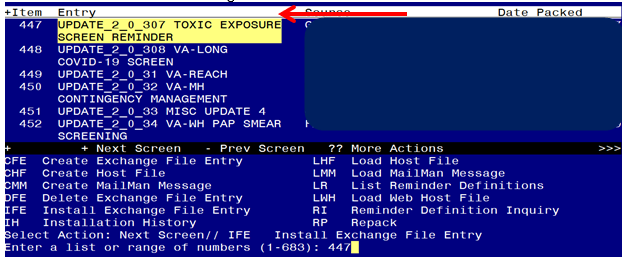 +Item   Entry   Source   Date Packed
447   UPDATE_2_0_307 TOXIC EXPOSURE
SCREEN REMINDER
448   UPDATE_2_0_308 VA-LONG
COVID-19 SCREEN
449   UPDATE_2_0_31 VA-REACH
450   UPDATE_2_0_32 VA-MH
CONTINGENCY MANAGEMENT
451   UPDATE_2_0_33 MISC UPDATE 4
452   UPDATE_2_0_34 VA-WH PAP SMEAR
SCREENING
+   + Next Screen   - Prev Screen   ?? More Actions   >>>
CFE  Create Exchange File Entry   LHF  Load Host File
CHF  Create Host File   LMM  Load MailMan Message
CMM  Create MailMan Message   LR   List Reminder Definitions
DFE  Delete Exchange File Entry   LWH  Load Web Host File
IFE  Install Exchange File Entry   RI   Reminder Definition Inquiry
IH   Installation History   RP   Repack
Select Action: Next Screen// IFE   Install Exchange File Entry
Enter a list or range of numbers (1-683): 447